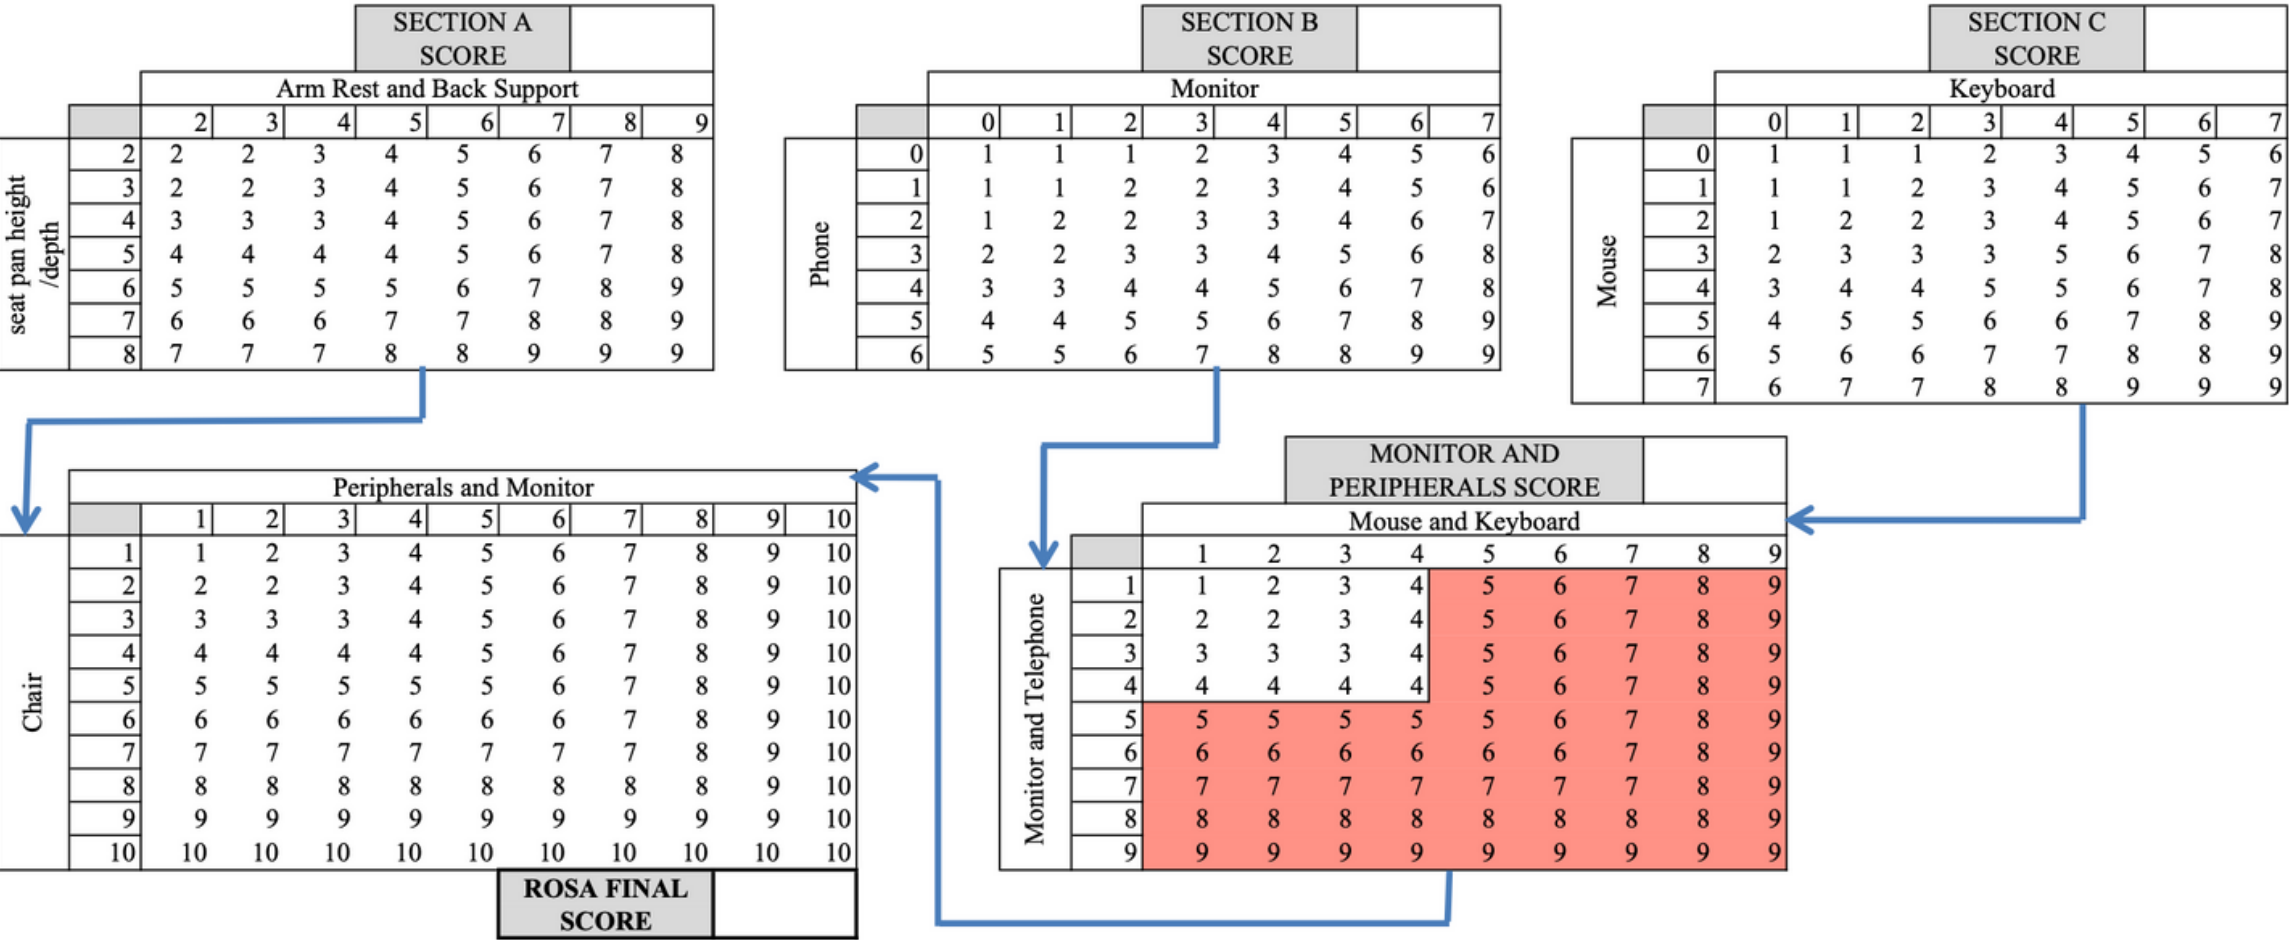 SECTION A
SCORE
Arm Rest and Back Support
2 3 4 5 6 7 8 9
seat pan height
/depth
2 2 2 3 4 5 6 7 8
3 2 2 3 4 5 6 7 8
4 3 3 3 4 5 6 7 8
5 4 4 4 4 5 6 7 8
6 5 5 5 5 6 7 8 9
7 6 6 6 7 7 8 8 9
8 7 7 7 8 8 9 9 9
SECTION B
SCORE
Monitor
0 1 2 3 4 5 6 7
Phone
0 1 1 1 2 3 4 5 6
1 1 1 2 2 3 4 5 6
2 1 2 2 3 3 4 6 7
3 2 2 3 3 4 5 6 8
4 3 3 4 4 5 6 7 8
5 4 4 5 5 6 7 8 9
6 5 5 6 7 8 8 9 9
SECTION C
SCORE
Keyboard
0 1 2 3 4 5 6 7
Mouse
0 1 1 1 2 3 4 5 6
1 1 1 2 3 4 5 6 7
2 1 2 2 3 4 5 6 7
3 2 3 3 3 5 6 7 8
4 3 4 4 5 5 6 7 8
5 4 5 5 6 6 7 8 9
6 5 6 6 7 7 8 8 9
7 6 7 7 8 8 9 9 9
Peripherals and Monitor
1 2 3 4 5 6 7 8 9 10
Chair
1 1 2 3 4 5 6 7 8 9 10
2 2 2 3 4 5 6 7 8 9 10
3 3 3 3 4 5 6 7 8 9 10
4 4 4 4 4 5 6 7 8 9 10
5 5 5 5 5 5 6 7 8 9 10
6 6 6 6 6 6 6 7 8 9 10
7 7 7 7 7 7 7 7 8 9 10
8 8 8 8 8 8 8 8 8 9 10
9 9 9 9 9 9 9 9 9 9 10
10 10 10 10 10 10 10 10 10 10 10
ROSA FINAL
SCORE
MONITOR AND
PERIPHERALS SCORE
Mouse and Keyboard
1 2 3 4 5 6 7 8 9
Monitor and Telephone
1 1 2 3 4 5 6 7 8 9
2 2 2 3 4 5 6 7 8 9
3 3 3 3 4 5 6 7 8 9
4 4 4 4 4 5 6 7 8 9
5 5 5 5 5 5 6 7 8 9
6 6 6 6 6 6 6 7 8 9
7 7 7 7 7 7 7 7 8 9
8 8 8 8 8 8 8 8 8 9
9 9 9 9 9 9 9 9 9 9